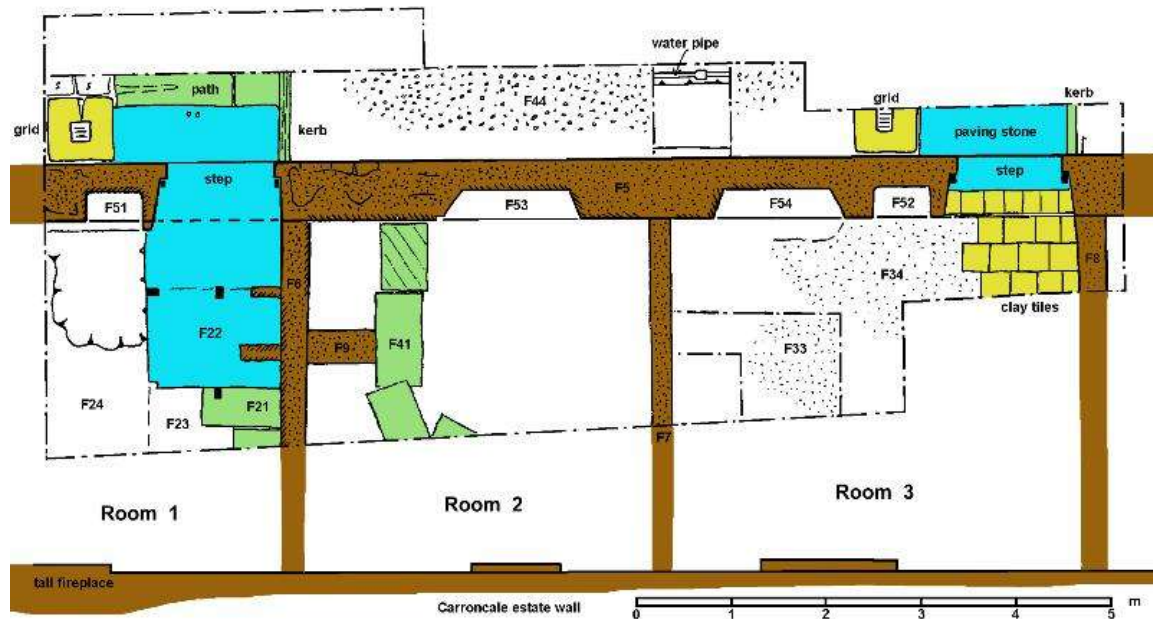 water pipe
path
F44
grid
kerb
grid
kerb
paving stone
step
F5
step
F51
F53
F54
F52
F6
F34
F8
F22
F9
F41
clay tiles
F33
F24
F23
F21
F7
Room 1
Room 2
Room 3
tall fireplace
Carroncale estate wall
0 1 2 3 4 5 m